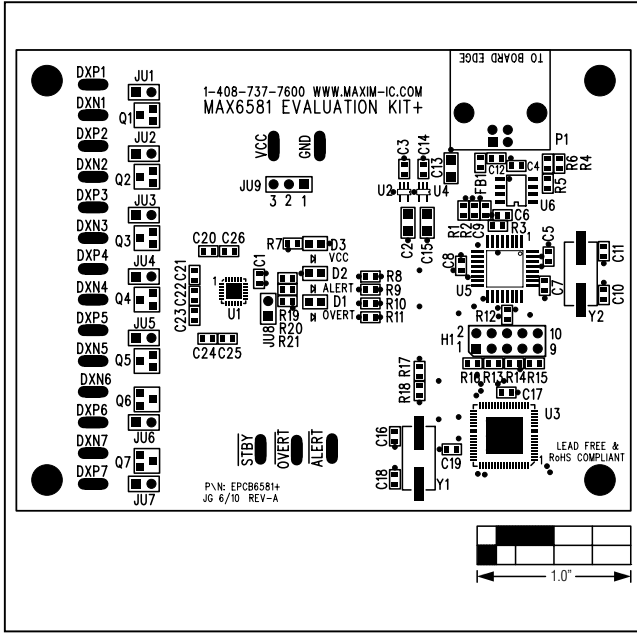 TO BOARD EDGE
1-408-737-7600 WWW.MAXIM-IC.COM
MAX6581 EVALUATION KIT+
DXP1
JU1
DXN1
Q1
DXP2
JU2
DXN2
Q2
DXP3
JU3
DXN3
Q3
DXP4
JU4
DXN4
Q4
DXP5
JU5
DXN5
Q5
DXN6
Q6
DXP6
JU6
DXN7
Q7
DXP7
JU7
VCC
GND
JU9
3 2 1
C20 C26
C21
C22
C23
1
U1
C24 C25
C1
R7
D3
VCC
D2
ALERT
D1
OVERT
R19
R20
R21
JU8
R8
R9
R10
R11
C3
C14
C13
U2
U4
C2
C15
P1
C12
C4
R6
R4
FB1
R5
U6
R1
R2
C9
C6
R3
1
C8
U5
C5
C7
C11
C10
Y2
R12
H1
2
10
1
9
R16 R13 R14 R15
R17
R18
C17
U3
1
C16
C18
C19
Y1
STBY
OVERT
ALERT
LEAD FREE &
RoHS COMPLIANT
P\N: EPCB6581+
JG 6/10 REV-A
1.0"